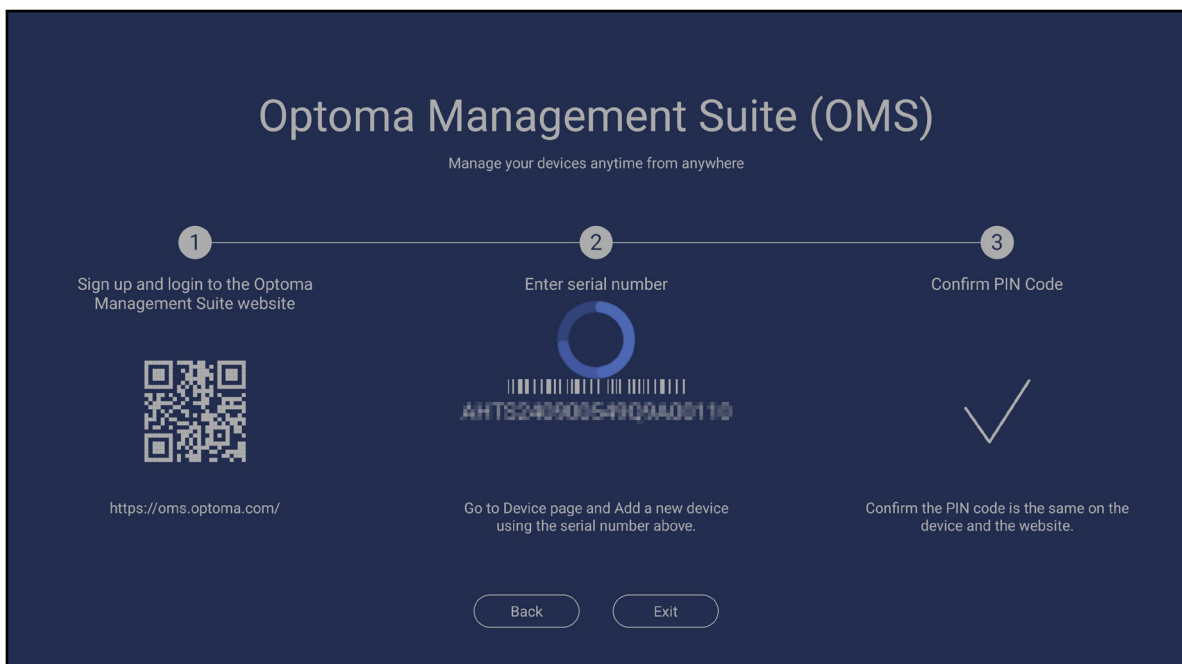 Optoma Management Suite (OMS)
Manage your devices anytime from anywhere
1
2
3
Sign up and login to the Optoma
Management Suite website
Enter serial number
Confirm PIN Code
https://oms.optoma.com/
Go to Device page and Add a new device
using the serial number above.
Confirm the PIN code is the same on the
device and the website.
Back
Exit